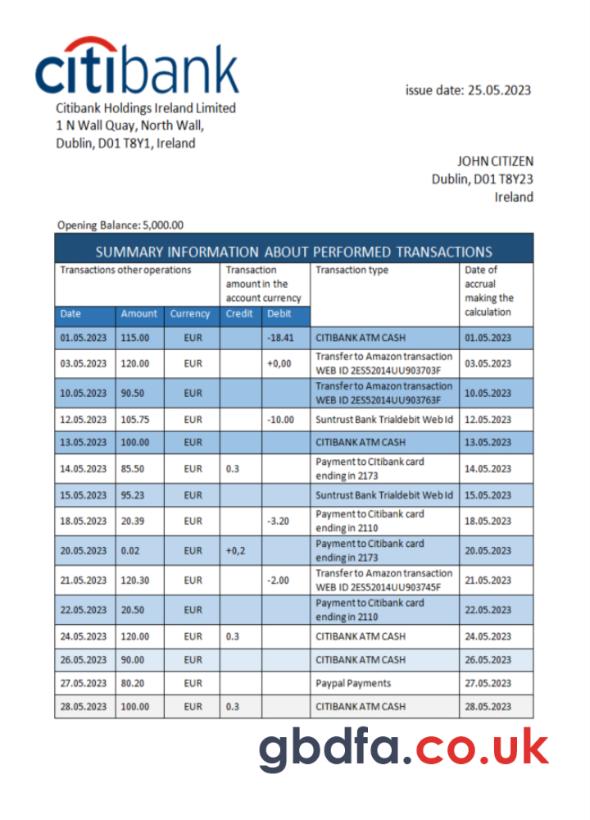 citibank
Citibank Holdings Ireland Limited
1 N Wall Quay, North Wall,
Dublin, D01 T8Y1, Ireland
issue date: 25.05.2023
JOHN CITIZEN
Dublin, D01 T8Y23
Ireland
Opening Balance: 5,000.00
SUMMARY INFORMATION ABOUT PERFORMED TRANSACTIONS
Transactions other operations
Transaction
amount in the
account currency
Transaction type
Date of
accrual
making the
calculation
Date Amount Currency Credit Debit
01.05.2023 115.00 EUR -18.41 CITIBANK ATM CASH 01.05.2023
03.05.2023 120.00 EUR +0,00 Transfer to Amazon transaction
WEB ID 2ES52014UU903703F 03.05.2023
10.05.2023 90.50 EUR Transfer to Amazon transaction
WEB ID 2ES52014UU903763F 10.05.2023
12.05.2023 105.75 EUR -10.00 Suntrust Bank Trialdebit Web Id 12.05.2023
13.05.2023 100.00 EUR CITIBANK ATM CASH 13.05.2023
14.05.2023 85.50 EUR 0.3 Payment to Citibank card
ending in 2173 14.05.2023
15.05.2023 95.23 EUR Suntrust Bank Trialdebit Web Id 15.05.2023
18.05.2023 20.39 EUR -3.20 Payment to Citibank card
ending in 2110 18.05.2023
20.05.2023 0.02 EUR +0,2 Payment to Citibank card
ending in 2173 20.05.2023
21.05.2023 120.30 EUR -2.00 Transfer to Amazon transaction
WEB ID 2ES52014UU903745F 21.05.2023
22.05.2023 20.50 EUR Payment to Citibank card
ending in 2110 22.05.2023
24.05.2023 120.00 EUR 0.3 CITIBANK ATM CASH 24.05.2023
26.05.2023 90.00 EUR CITIBANK ATM CASH 26.05.2023
27.05.2023 80.20 EUR Paypal Payments 27.05.2023
28.05.2023 100.00 EUR 0.3 CITIBANK ATM CASH 28.05.2023
gbdfa.co.uk